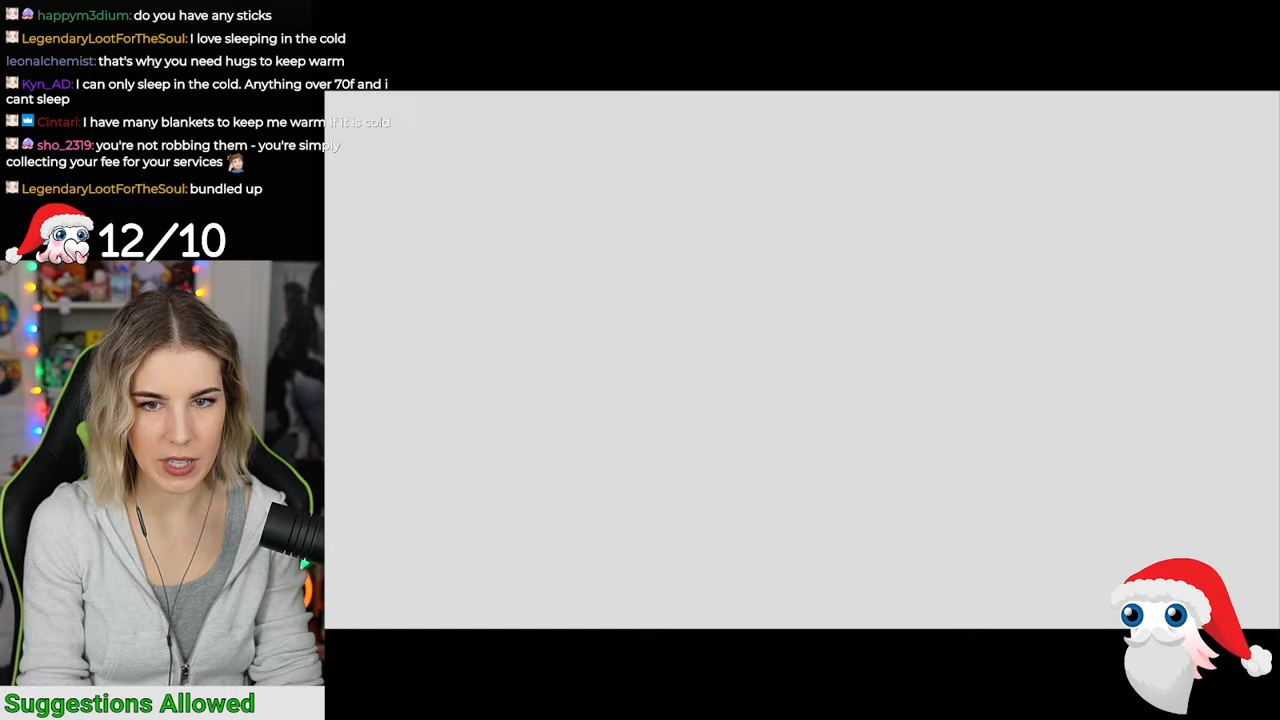 happym3dium: do you have any sticks
LegendaryLootForTheSoul: I love sleeping in the cold
leonalchemist: that's why you need hugs to keep warm
Kyn_AD: I can only sleep in the cold. Anything over 70f and i
cant sleep
Cintari: I have many blankets to keep me warm if it is cold
sho_2319: you're not robbing them - you're simply
collecting your fee for your services
LegendaryLootForTheSoul: bundled up
12/10
Suggestions Allowed